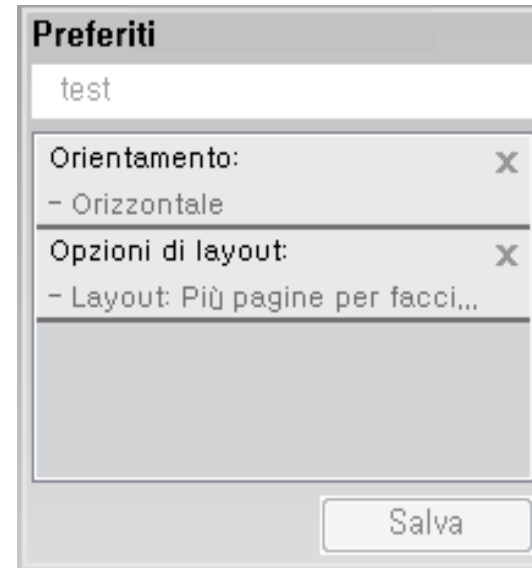 Preferiti
test
Orientamento:
x
- Orizzontale
Opzioni di layout:
x
- Layout: Più pagine per facci...
Salva